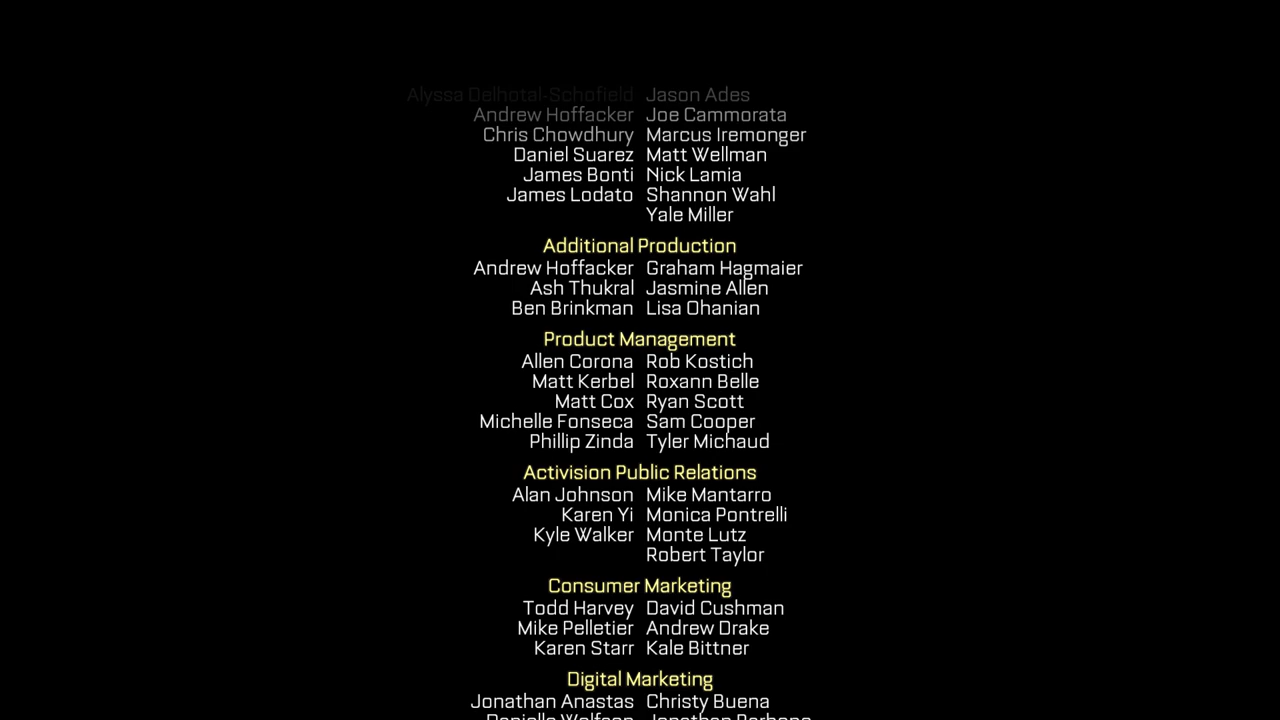 Alyssa Delhotal-Schofield Jason Ades
Andrew Hoffacker Joe Cammorata
Chris Chowdhury Marcus Iremonger
Daniel Suarez Matt Wellman
James Bonti Nick Lamia
James Lodato Shannon Wahl
Yale Miller
Additional Production
Andrew Hoffacker Graham Hagmaier
Ash Thukral Jasmine Allen
Ben Brinkman Lisa Ohanian
Product Management
Allen Corona Rob Kostich
Matt Kerbel Roxann Belle
Matt Cox Ryan Scott
Michelle Fonseca Sam Cooper
Phillip Zinda Tyler Michaud
Activision Public Relations
Alan Johnson Mike Mantarro
Karen Yi Monica Pontrelli
Kyle Walker Monte Lutz
Robert Taylor
Consumer Marketing
Todd Harvey David Cushman
Mike Pelletier Andrew Drake
Karen Starr Kale Bittner
Digital Marketing
Jonathan Anastas Christy Buena
Jonathan